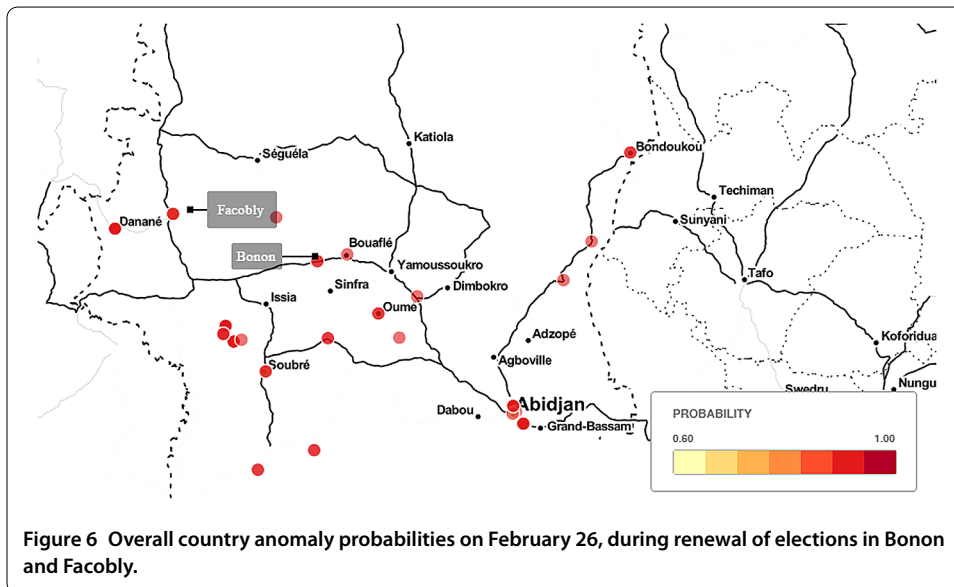 Katiola
Bondoukou
Séguéla
Techiman
Facobly
Danané
Sunyani
Bonon
Bouaflé
Yamoussoukro
Tafo
Sinfra
Dimbokro
Issia
Oumé
Adzopé
Koforidua
Agboville
Soubré
Swedru
Nungu
Dabou
Abidjan
Grand-Bassam
PROBABILITY
0.60 1.00
Figure 6 Overall country anomaly probabilities on February 26, during renewal of elections in Bonon
and Facobly.